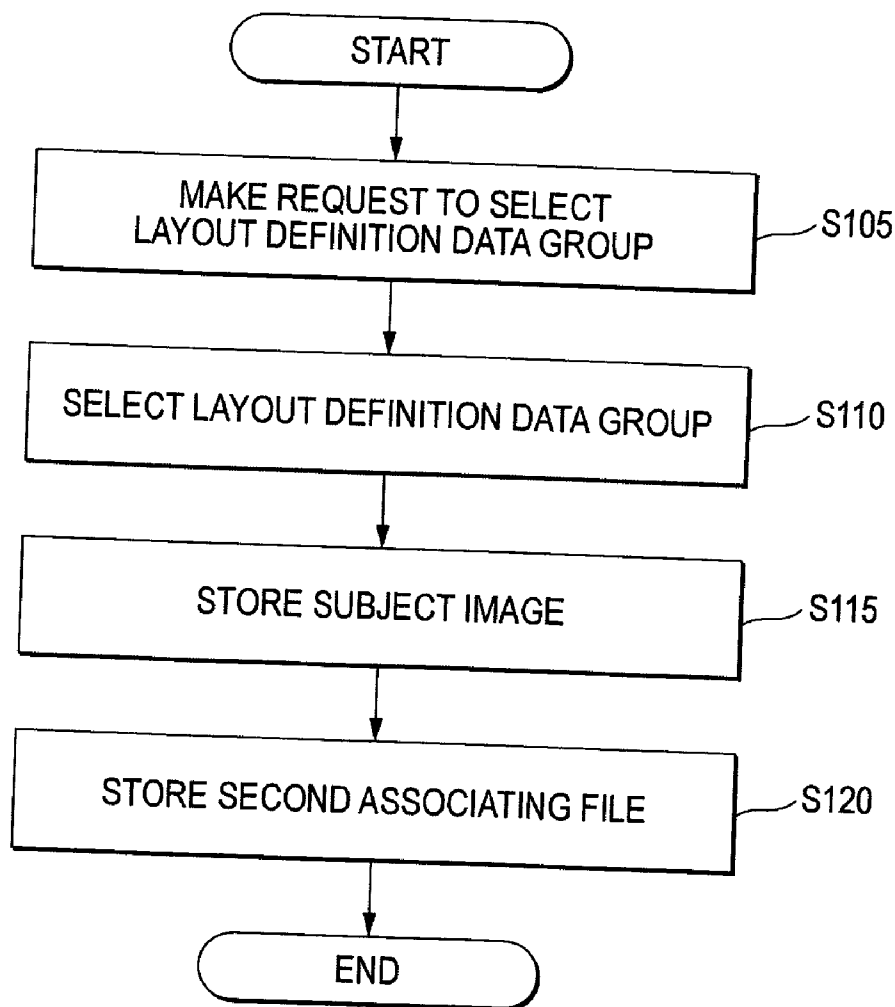 START
MAKE REQUEST TO SELECT
LAYOUT DEFINITION DATA GROUP
S105
SELECT LAYOUT DEFINITION DATA GROUP
S110
STORE SUBJECT IMAGE
S115
STORE SECOND ASSOCIATING FILE
S120
END